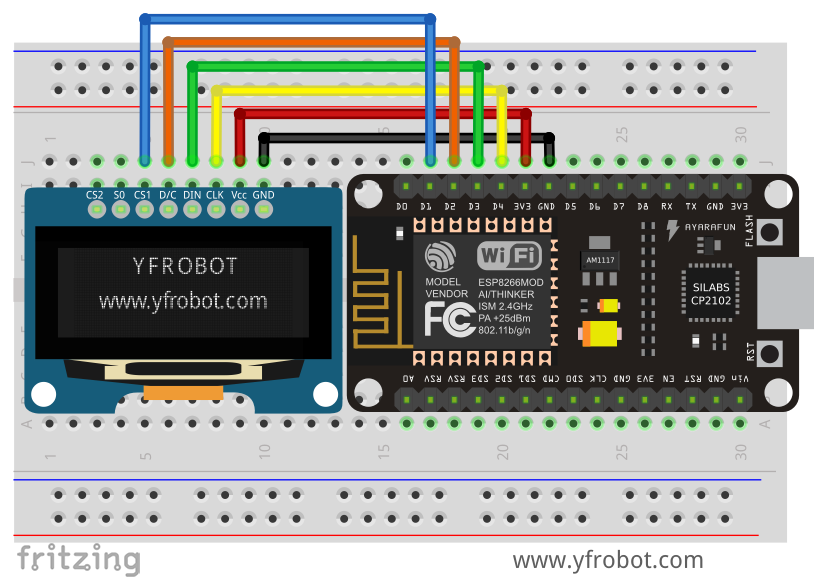 1
5
10
15
20
25
30
J
J
I
CS2 S0 CS1 D/C DIN CLK Vcc GND
YFROBOT
www.yfrobot.com
D0 D1 D2 D3 D4 3V3 GND D5 D6 D7 D8 RX TX GND 3V3
AYARAFUN
FLASH
WiFi
MODEL
VENDOR
ESP8266MOD
AI/THINKER
ISM 2.4GHz
PA +25dBm
802.11b/g/n
FC
AM1117
SILABS
CP2102
RST
A0 RSV RSV SD3 SD2 SD1 CMD SD0 CLK GND 3V3 EN RST GND Vin
A
A
1
5
10
15
20
25
30
fritzing
www.yfrobot.com